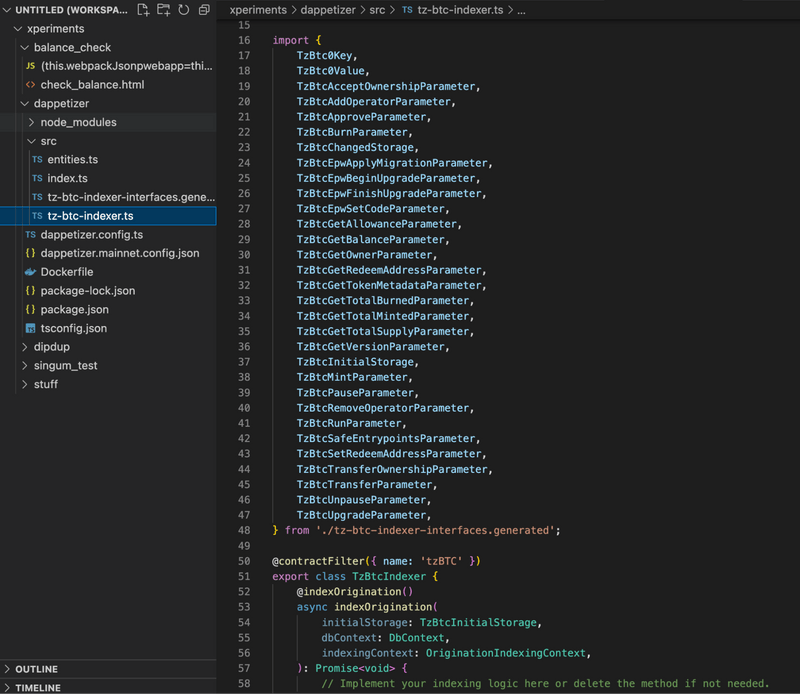 UNTITLED (WORKSPA...
xperiments
balance_check
JS (this.webpackJsonpwebapp=thi...
<> check_balance.html
dappetizer
node_modules
src
TS entities.ts
TS index.ts
TS tz-btc-indexer-interfaces.gene...
TS tz-btc-indexer.ts
TS dappetizer.config.ts
{} dappetizer.mainnet.config.json
Dockerfile
{} package-lock.json
{} package.json
TS tsconfig.json
dipdup
singum_test
stuff
OUTLINE
TIMELINE
xperiments > dappetizer > src > TS tz-btc-indexer.ts > ...
15
16 import {
17 TzBtc0Key,
18 TzBtc0Value,
19 TzBtcAcceptOwnershipParameter,
20 TzBtcAddOperatorParameter,
21 TzBtcApproveParameter,
22 TzBtcBurnParameter,
23 TzBtcChangedStorage,
24 TzBtcEpwApplyMigrationParameter,
25 TzBtcEpwBeginUpgradeParameter,
26 TzBtcEpwFinishUpgradeParameter,
27 TzBtcEpwSetCodeParameter,
28 TzBtcGetAllowanceParameter,
29 TzBtcGetBalanceParameter,
30 TzBtcGetOwnerParameter,
31 TzBtcGetRedeemAddressParameter,
32 TzBtcGetTokenMetadataParameter,
33 TzBtcGetTotalBurnedParameter,
34 TzBtcGetTotalMintedParameter,
35 TzBtcGetTotalSupplyParameter,
36 TzBtcGetVersionParameter,
37 TzBtcInitialStorage,
38 TzBtcMintParameter,
39 TzBtcPauseParameter,
40 TzBtcRemoveOperatorParameter,
41 TzBtcRunParameter,
42 TzBtcSafeEntrypointsParameter,
43 TzBtcSetRedeemAddressParameter,
44 TzBtcTransferOwnershipParameter,
45 TzBtcTransferParameter,
46 TzBtcUnpauseParameter,
47 TzBtcUpgradeParameter,
48 } from './tz-btc-indexer-interfaces.generated';
49
50 @contractFilter({ name: 'tzBTC' })
51 export class TzBtcIndexer {
52 @indexOrigination()
53 async indexOrigination(
54 initialStorage: TzBtcInitialStorage,
55 dbContext: DbContext,
56 indexingContext: OriginationIndexingContext,
57 ): Promise<void> {
58 // Implement your indexing logic here or delete the method if not needed.